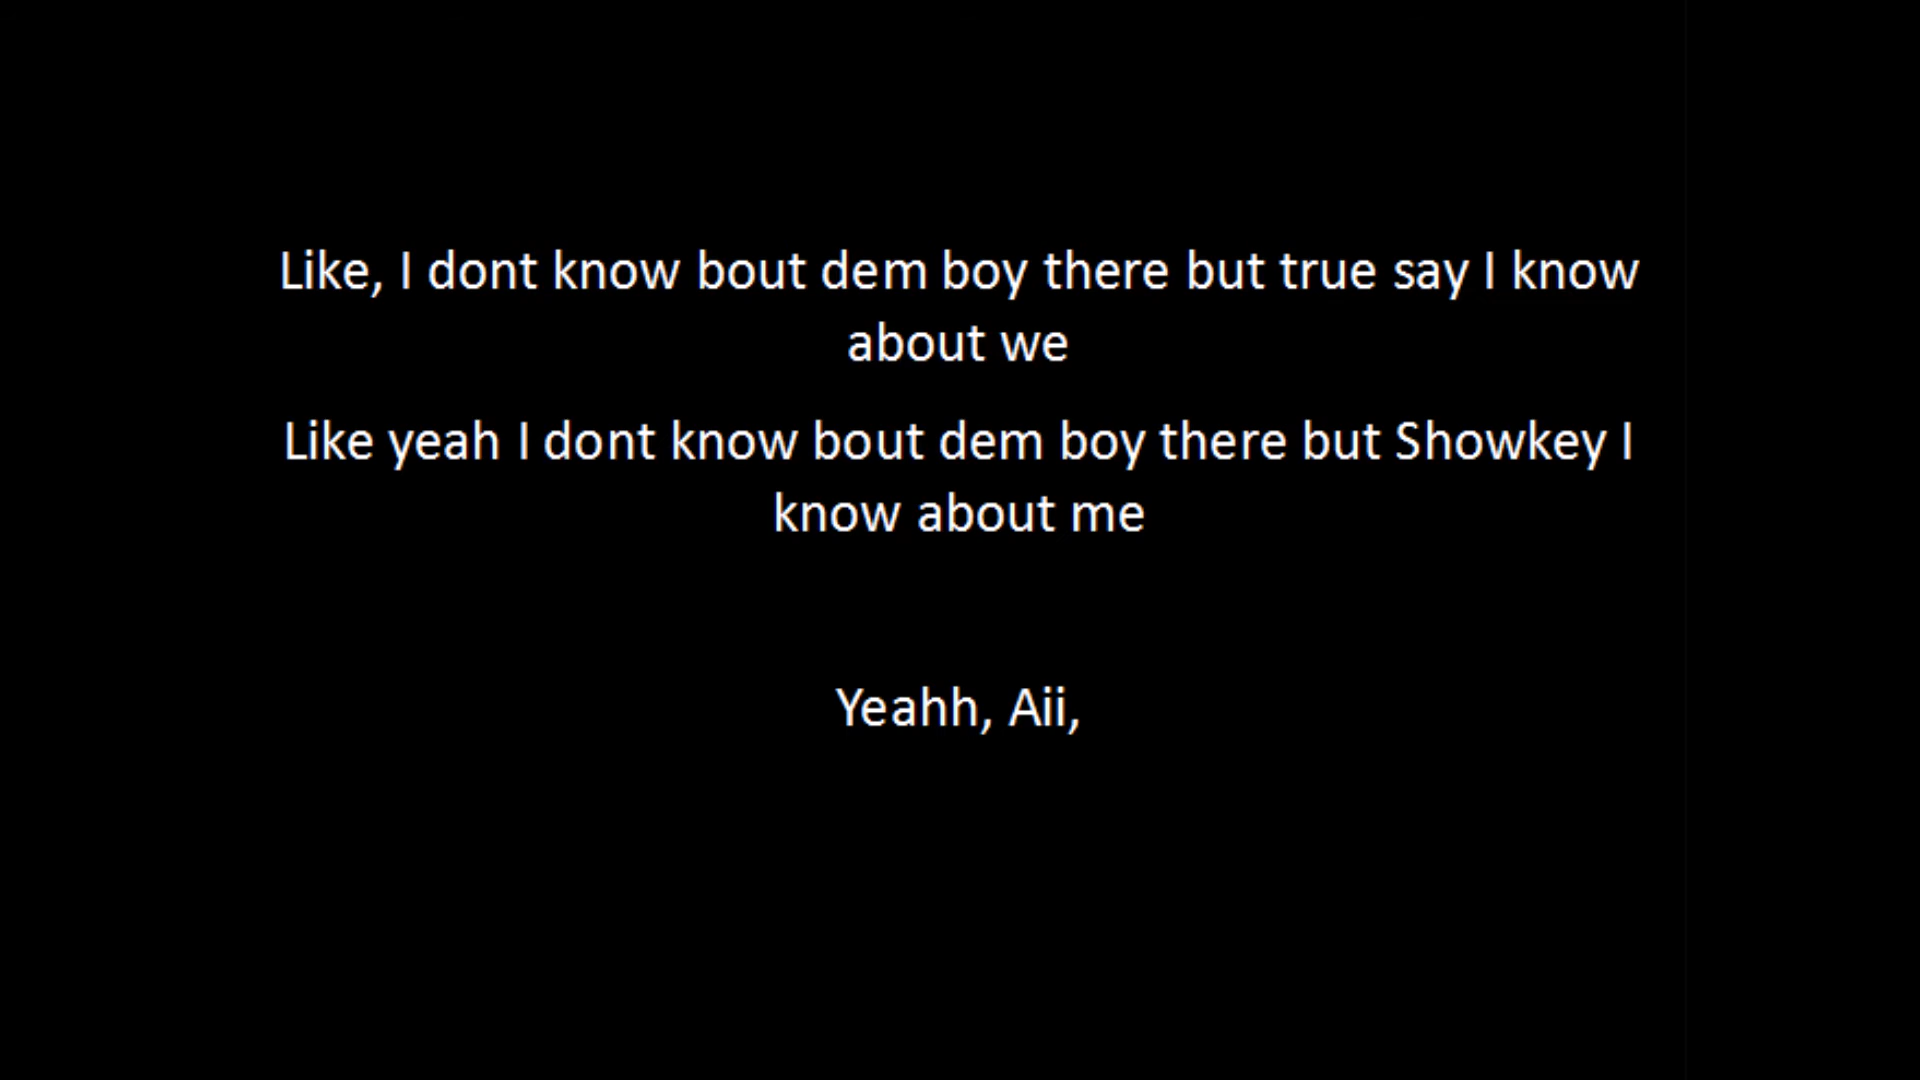 Like, I dont know bout dem boy there but true say I know
about we
Like yeah I dont know bout dem boy there but Showkey I
know about me
Yeahh, Aii,